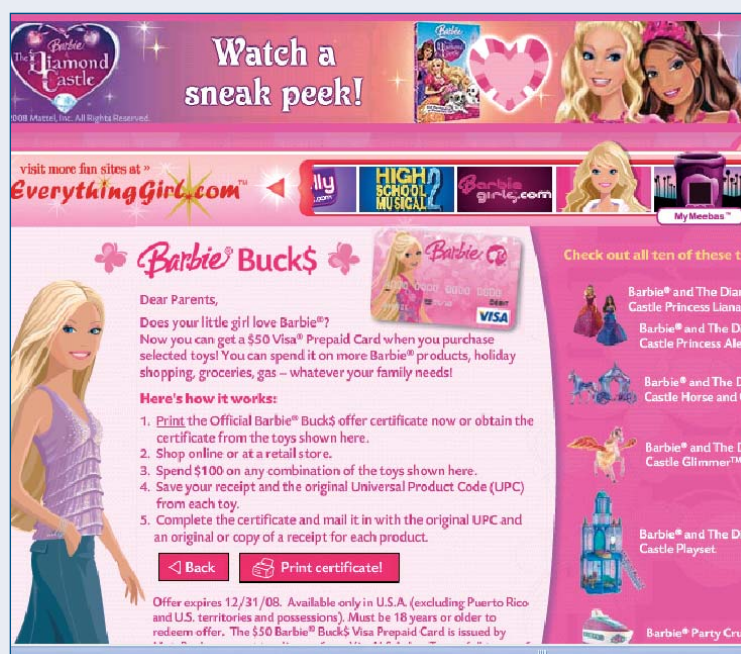 Barbie
The Diamond
Castle
2008 Mattel, Inc. All Rights Reserved.
Watch a
sneak peek!
Barbie
visit more fun sites at »
EverythingGirl.com™
lly
.com
HIGH
SCHOOL
MUSICAL 2
Barbie
girls.com
MyMeebas™
Barbie® Buck$
Barbie
0000 0000 0000 0000
DEBIT
VISA
Dear Parents,
Does your little girl love Barbie®?
Now you can get a $50 Visa® Prepaid Card when you purchase
selected toys! You can spend it on more Barbie® products, holiday
shopping, groceries, gas – whatever your family needs!
Here's how it works:
1. Print the Official Barbie® Buck$ offer certificate now or obtain the
certificate from the toys shown here.
2. Shop online or at a retail store.
3. Spend $100 on any combination of the toys shown here.
4. Save your receipt and the original Universal Product Code (UPC)
from each toy.
5. Complete the certificate and mail it in with the original UPC and
an original or copy of a receipt for each product.
Back
Print certificate!
Offer expires 12/31/08. Available only in U.S.A. (excluding Puerto Rico
and U.S. territories and possessions). Must be 18 years or older to
redeem offer. The $50 Barbie® Buck$ Visa Prepaid Card is issued by
Check out all ten of these t
Barbie® and The Dia
Castle Princess Liana
Barbie® and The D
Castle Princess Ale
Barbie® and The D
Castle Horse and
Barbie® and The D
Castle Glimmer™
Barbie® and The D
Castle Playset
Barbie® Party Cru